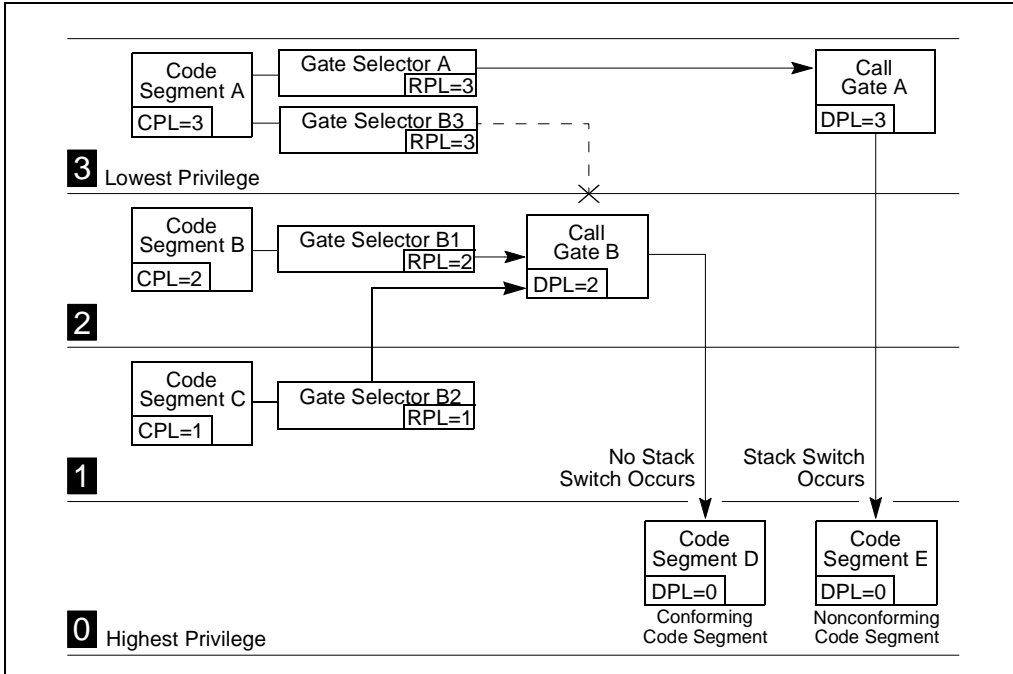 Code
Segment A
CPL=3
Gate Selector A
RPL=3
Gate Selector B3
RPL=3
Call
Gate A
DPL=3
3 Lowest Privilege
Code
Segment B
CPL=2
Gate Selector B1
RPL=2
Call
Gate B
DPL=2
2
Code
Segment C
CPL=1
Gate Selector B2
RPL=1
No Stack
Switch Occurs
Stack Switch
Occurs
1
Code
Segment D
DPL=0
Conforming
Code Segment
Code
Segment E
DPL=0
Nonconforming
Code Segment
0 Highest Privilege